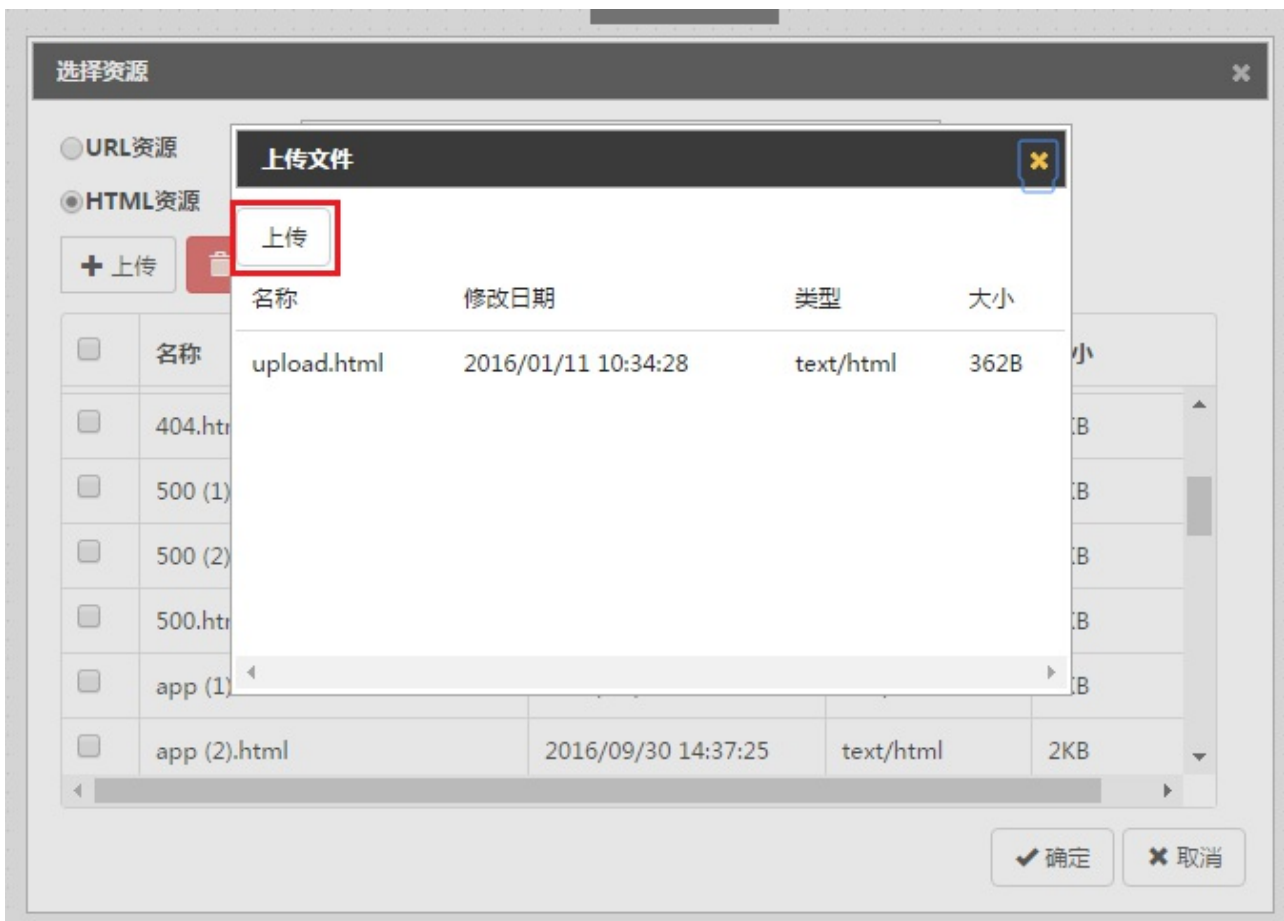 选择资源
URL资源
HTML资源
+ 上传
上传文件
上传
名称 修改日期 类型 大小
upload.html 2016/01/11 10:34:28 text/html 362B
名称 小
404.ht
500 (1)
500 (2)
500.ht
app (1)
app (2).html 2016/09/30 14:37:25 text/html 2KB
确定 取消